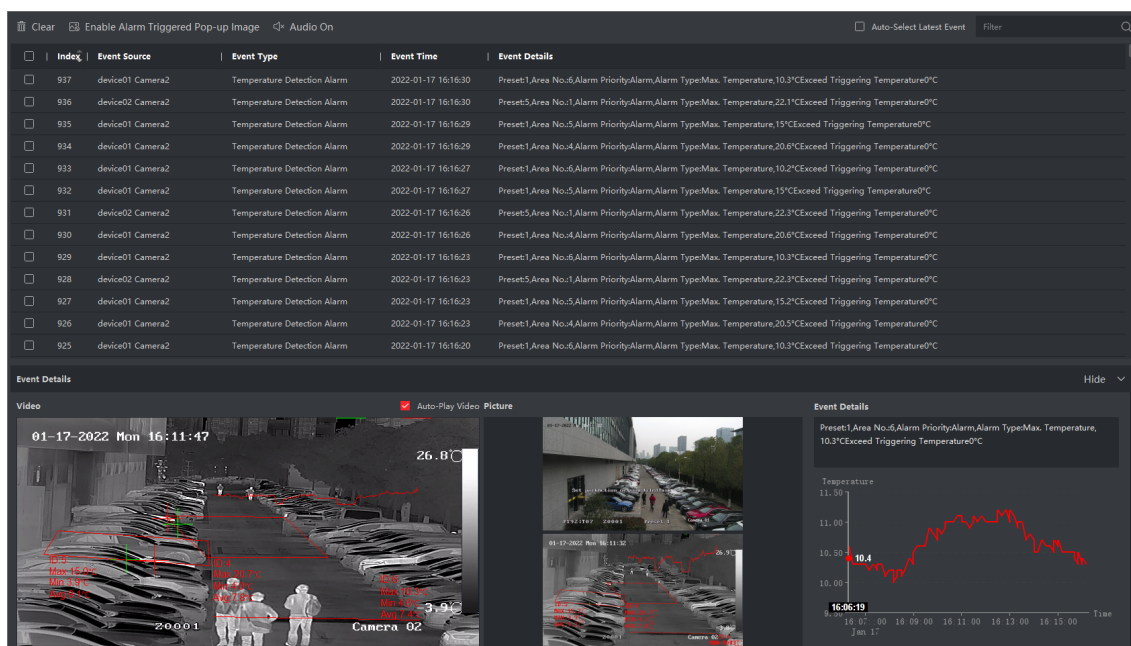 Clear Enable Alarm Triggered Pop-up Image Audio On Auto-Select Latest Event Filter
Index Event Source Event Type Event Time Event Details
937 device01 Camera2 Temperature Detection Alarm 2022-01-17 16:16:30 Preset:1,Area No.:6,Alarm Priority:Alarm,Alarm Type:Max. Temperature,10.3°CExceed Triggering Temperature0°C
936 device02 Camera2 Temperature Detection Alarm 2022-01-17 16:16:30 Preset:5,Area No.:1,Alarm Priority:Alarm,Alarm Type:Max. Temperature,22.1°CExceed Triggering Temperature0°C
935 device01 Camera2 Temperature Detection Alarm 2022-01-17 16:16:29 Preset:1,Area No.:5,Alarm Priority:Alarm,Alarm Type:Max. Temperature,15°CExceed Triggering Temperature0°C
934 device01 Camera2 Temperature Detection Alarm 2022-01-17 16:16:29 Preset:1,Area No.:4,Alarm Priority:Alarm,Alarm Type:Max. Temperature,20.6°CExceed Triggering Temperature0°C
933 device01 Camera2 Temperature Detection Alarm 2022-01-17 16:16:27 Preset:1,Area No.:6,Alarm Priority:Alarm,Alarm Type:Max. Temperature,10.2°CExceed Triggering Temperature0°C
932 device01 Camera2 Temperature Detection Alarm 2022-01-17 16:16:27 Preset:1,Area No.:5,Alarm Priority:Alarm,Alarm Type:Max. Temperature,15°CExceed Triggering Temperature0°C
931 device02 Camera2 Temperature Detection Alarm 2022-01-17 16:16:26 Preset:5,Area No.:1,Alarm Priority:Alarm,Alarm Type:Max. Temperature,22.3°CExceed Triggering Temperature0°C
930 device01 Camera2 Temperature Detection Alarm 2022-01-17 16:16:26 Preset:1,Area No.:4,Alarm Priority:Alarm,Alarm Type:Max. Temperature,20.6°CExceed Triggering Temperature0°C
929 device01 Camera2 Temperature Detection Alarm 2022-01-17 16:16:23 Preset:1,Area No.:6,Alarm Priority:Alarm,Alarm Type:Max. Temperature,10.3°CExceed Triggering Temperature0°C
928 device02 Camera2 Temperature Detection Alarm 2022-01-17 16:16:23 Preset:5,Area No.:1,Alarm Priority:Alarm,Alarm Type:Max. Temperature,22.3°CExceed Triggering Temperature0°C
927 device01 Camera2 Temperature Detection Alarm 2022-01-17 16:16:23 Preset:1,Area No.:5,Alarm Priority:Alarm,Alarm Type:Max. Temperature,15.2°CExceed Triggering Temperature0°C
926 device01 Camera2 Temperature Detection Alarm 2022-01-17 16:16:23 Preset:1,Area No.:4,Alarm Priority:Alarm,Alarm Type:Max. Temperature,20.5°CExceed Triggering Temperature0°C
925 device01 Camera2 Temperature Detection Alarm 2022-01-17 16:16:20 Preset:1,Area No.:6,Alarm Priority:Alarm,Alarm Type:Max. Temperature,10.3°CExceed Triggering Temperature0°C
Event Details Hide
Video Auto-Play Video Picture Event Details
01-17-2022 Mon 16:11:47
26.8°C
ID:5
ID:4
3.9°C
20001 Camera 02
20001 Preset 1 Camera 01
01-17-2022 Mon 16:11:32
26.9°C
Camera 02
Preset:1,Area No.:6,Alarm Priority:Alarm,Alarm Type:Max. Temperature,
10.3°CExceed Triggering Temperature0°C
Temperature
11.50
11.00
10.50
10.4
10.00
16:06:19
9.50
Time
16:07:00 16:09:00 16:11:00 16:13:00 16:15:00
Jan 17